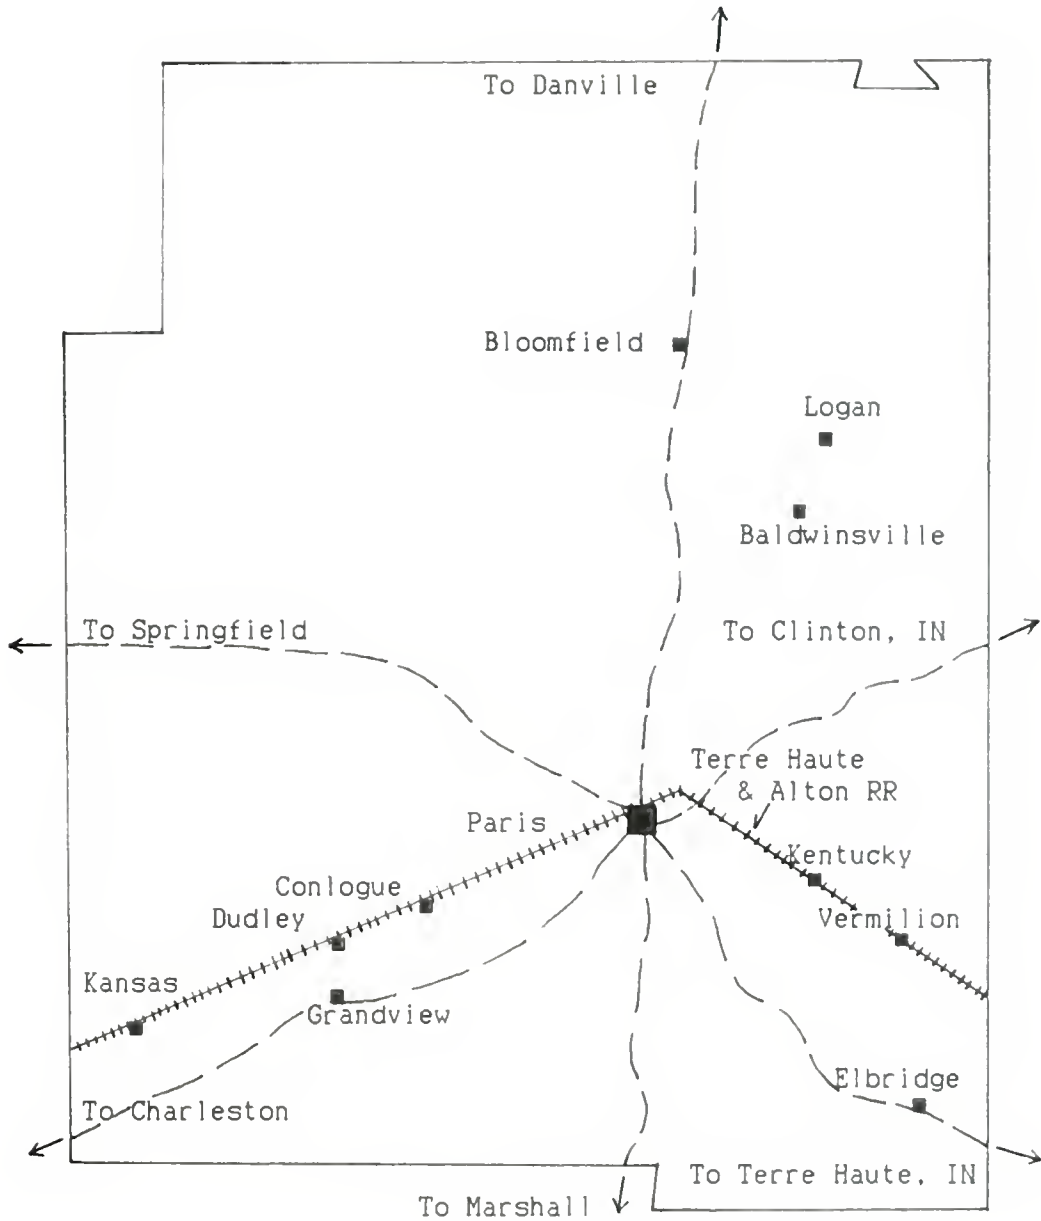 To Danville
Bloomfield
Logan
Baldwinsville
To Springfield
To Clinton, IN
Terre Haute
& Alton RR
Paris
Kentucky
Conlogue
Dudley
Vermilion
Kansas
Grandview
Elbridge
To Charleston
To Terre Haute, IN
To Marshall